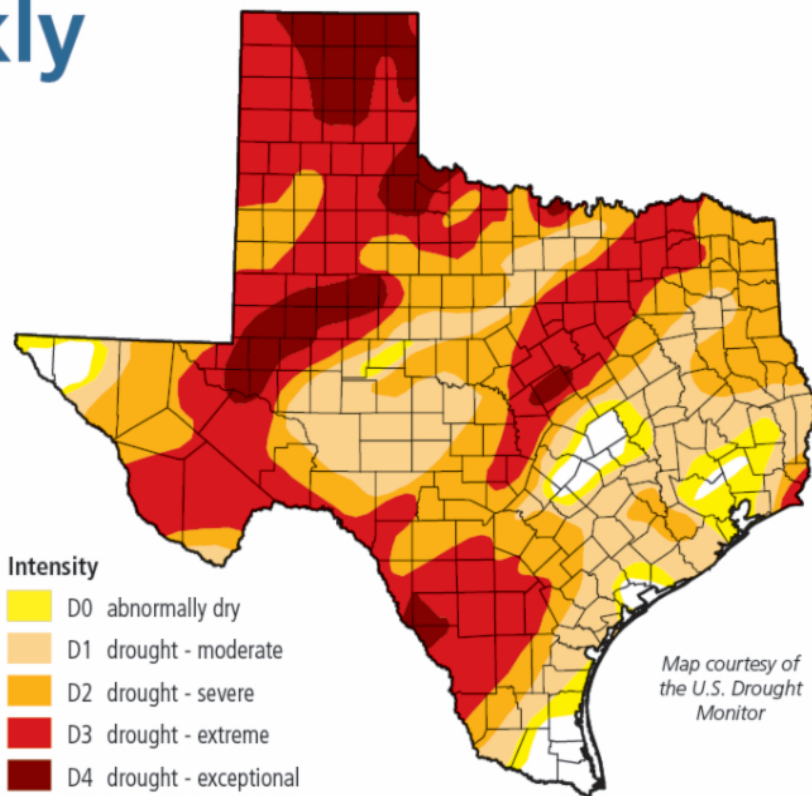 Intensity
D0 abnormally dry
D1 drought - moderate
D2 drought - severe
D3 drought - extreme
D4 drought - exceptional
Map courtesy of
the U.S. Drought
Monitor